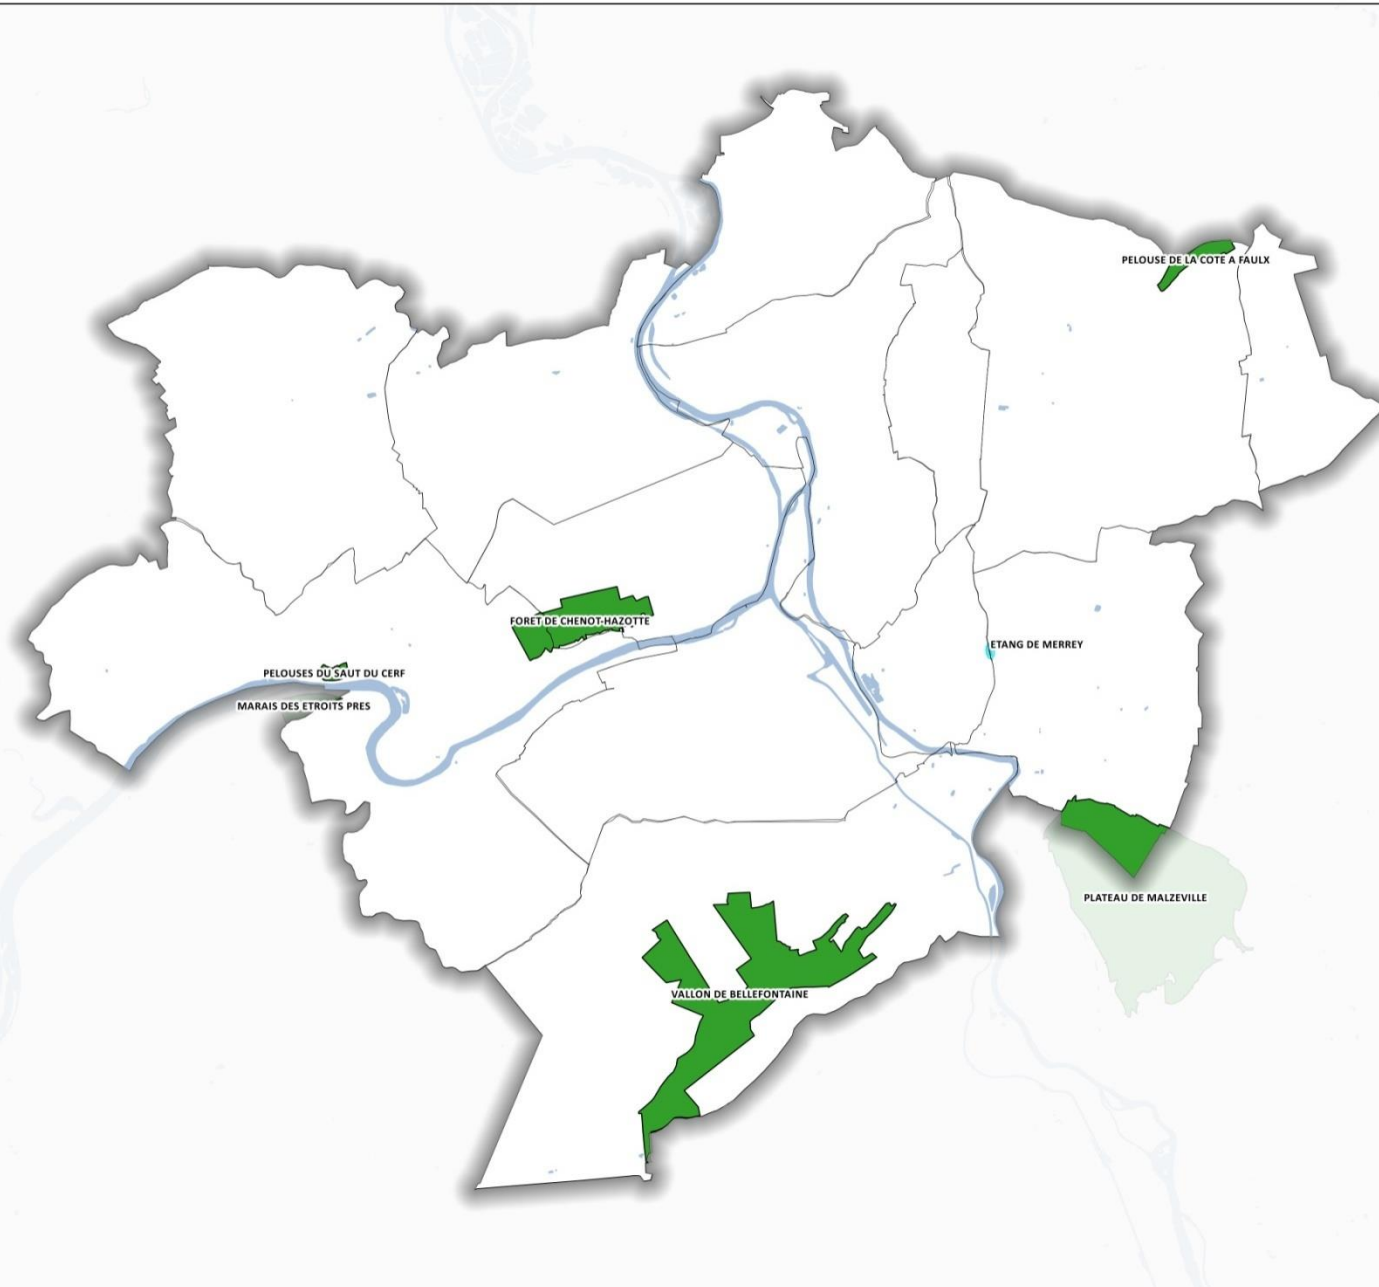 PELOUSE DE LA COTE A FAULX
FORET DE CHENOT-HAZOTTE
ETANG DE MERREY
PELOUSES DU SAUT DU CERF
MARAIS DES ETROITS PRES
PLATEAU DE MALZEVILLE
VALLON DE BELLEFONTAINE